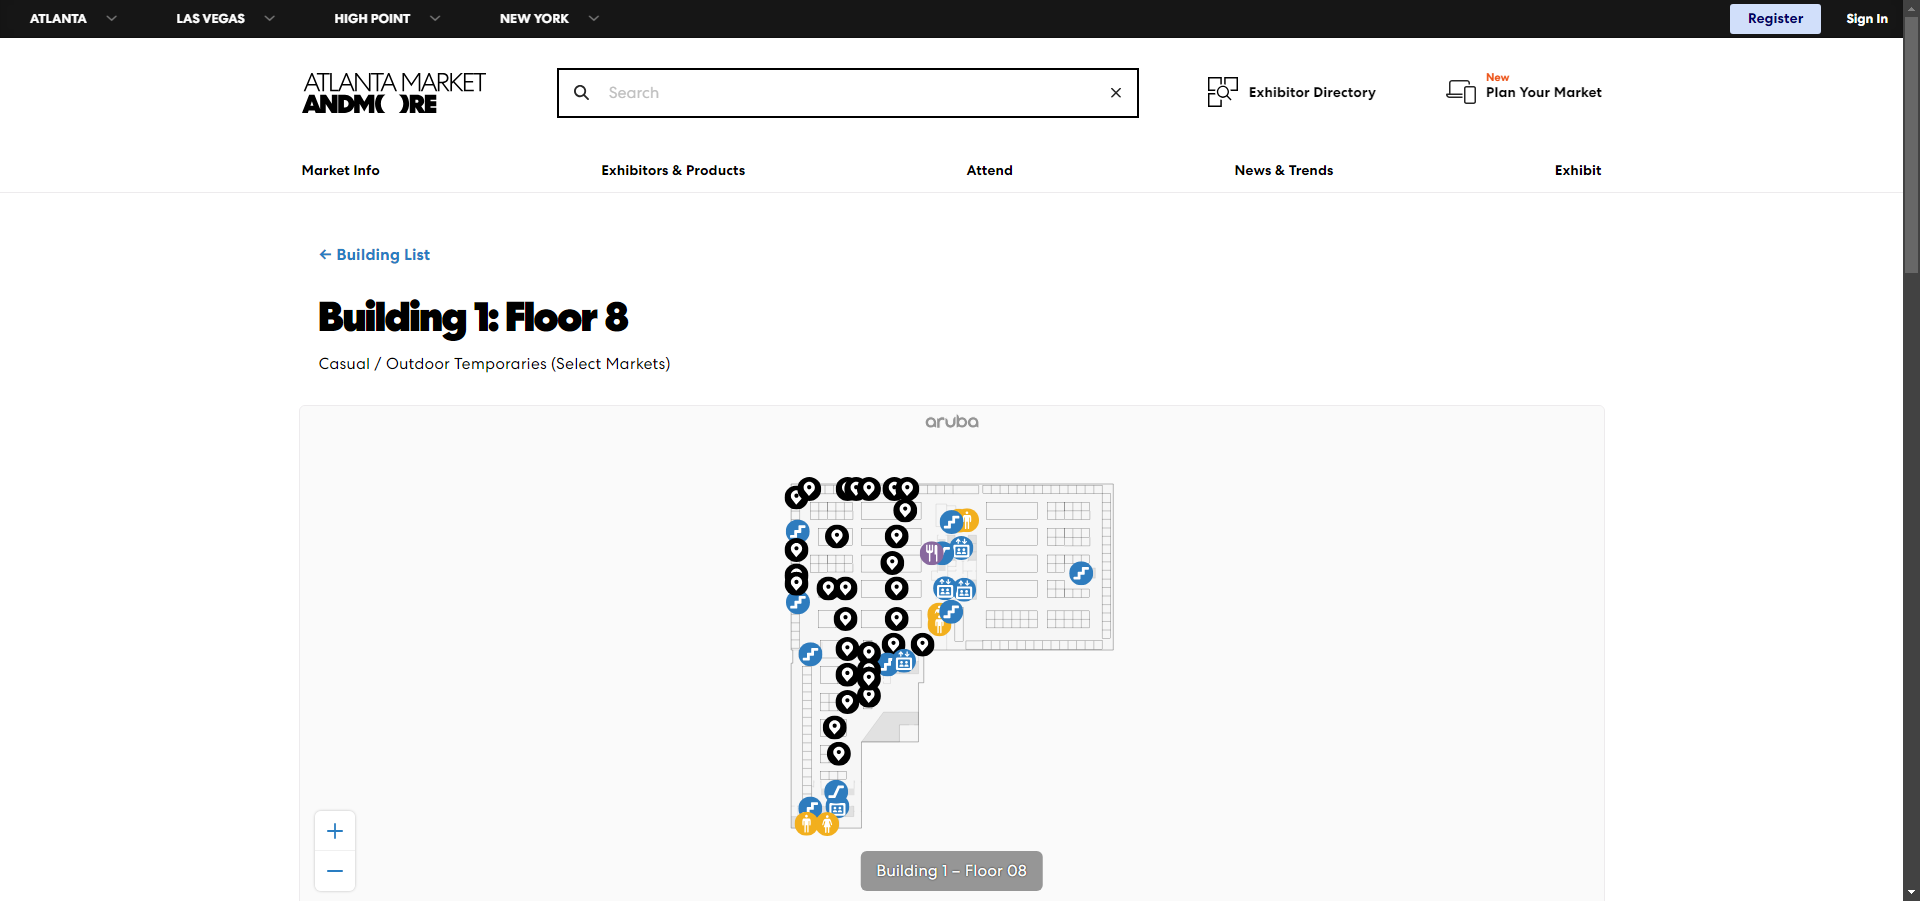 ATLANTA
LAS VEGAS
HIGH POINT
NEW YORK
Register
Sign In
ATLANTA MARKET
ANDMORE
Search
Exhibitor Directory
New
Plan Your Market
Market Info
Exhibitors & Products
Attend
News & Trends
Exhibit
← Building List
Building 1: Floor 8
Casual / Outdoor Temporaries (Select Markets)
aruba
Building 1 – Floor 08